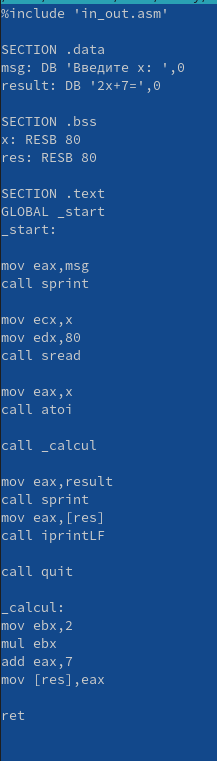 %include 'in_out.asm'
SECTION .data
msg: DB 'Введите x: ',0
result: DB '2x+7=',0
SECTION .bss
x: RESB 80
res: RESB 80
SECTION .text
GLOBAL _start
_start:
mov eax,msg
call sprint
mov ecx,x
mov edx,80
call sread
mov eax,x
call atoi
call _calcul
mov eax,result
call sprint
mov eax,[res]
call iprintLF
call quit
_calcul:
mov ebx,2
mul ebx
add eax,7
mov [res],eax
ret